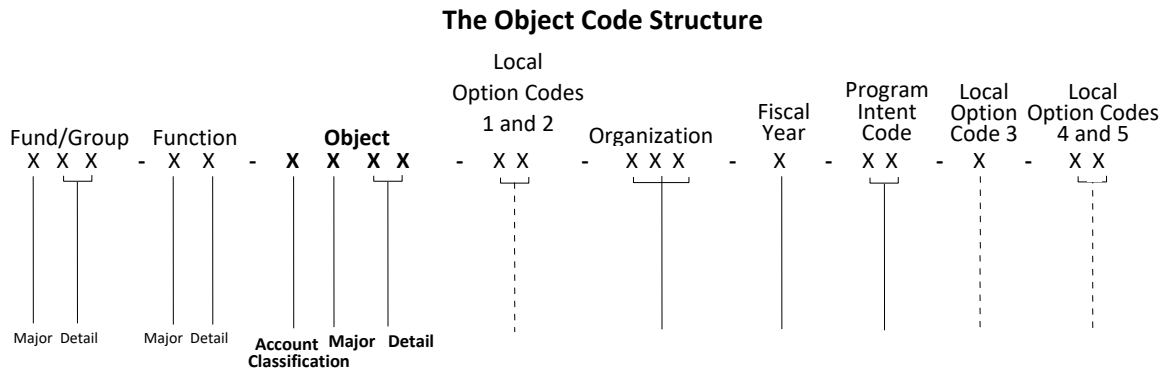 The Object Code Structure
Local
Option Codes
1 and 2
Program
Intent
Code
Local
Option
Code 3
Local
Option Codes
4 and 5
Fiscal
Year
Fund/Group
Function
Object
Organization
X X X - X X - X X X X - X X - X X X - X - X X - X - X X
Major Detail
Major Detail
Account
Classification
Major
Detail